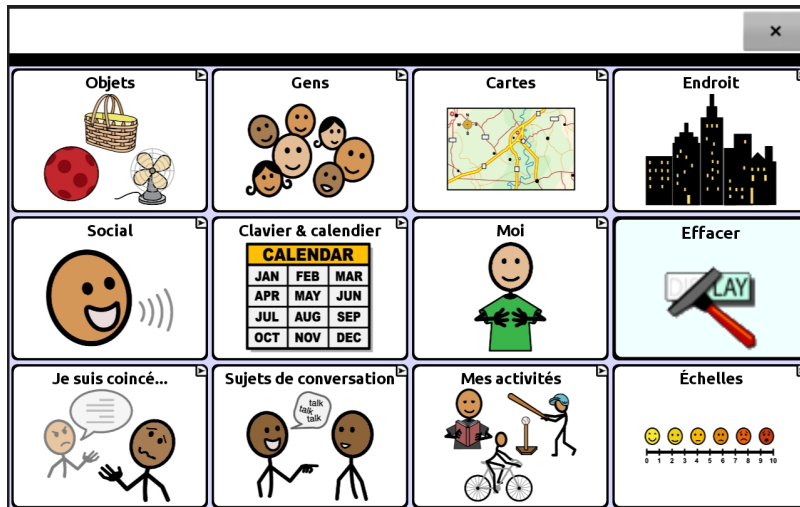 ×
Objets
Gens
Cartes
Endroit
Social
Clavier & calendier
Moi
Effacer
CALENDAR
JAN FEB MAR
APR MAY JUN
JUL AUG SEP
OCT NOV DEC
LAY
Je suis coincé...
Sujets de conversation
Mes activités
Échelles
talk
talk
talk
0 1 2 3 4 5 6 7 8 9 10